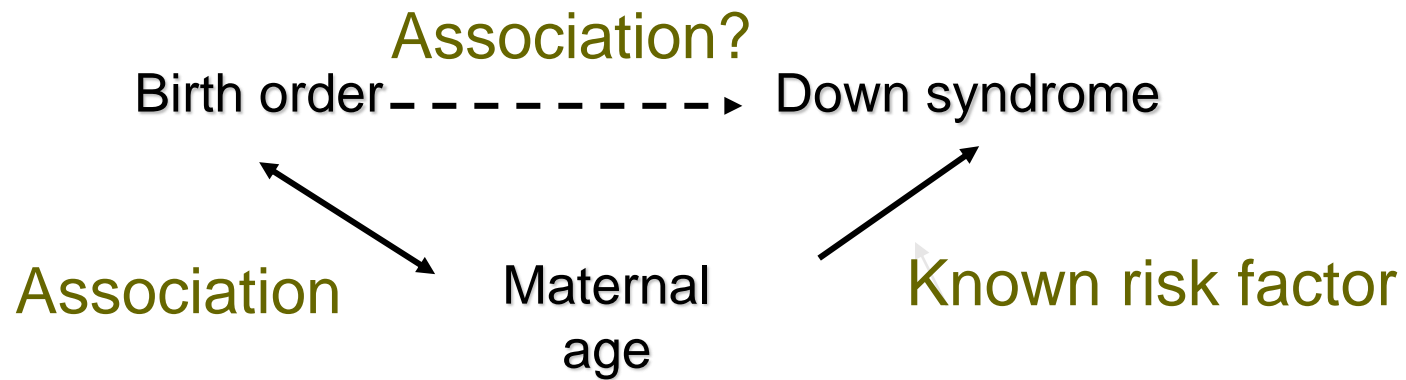 Association?
Birth order
Down syndrome
Association
Maternal
age
Known risk factor